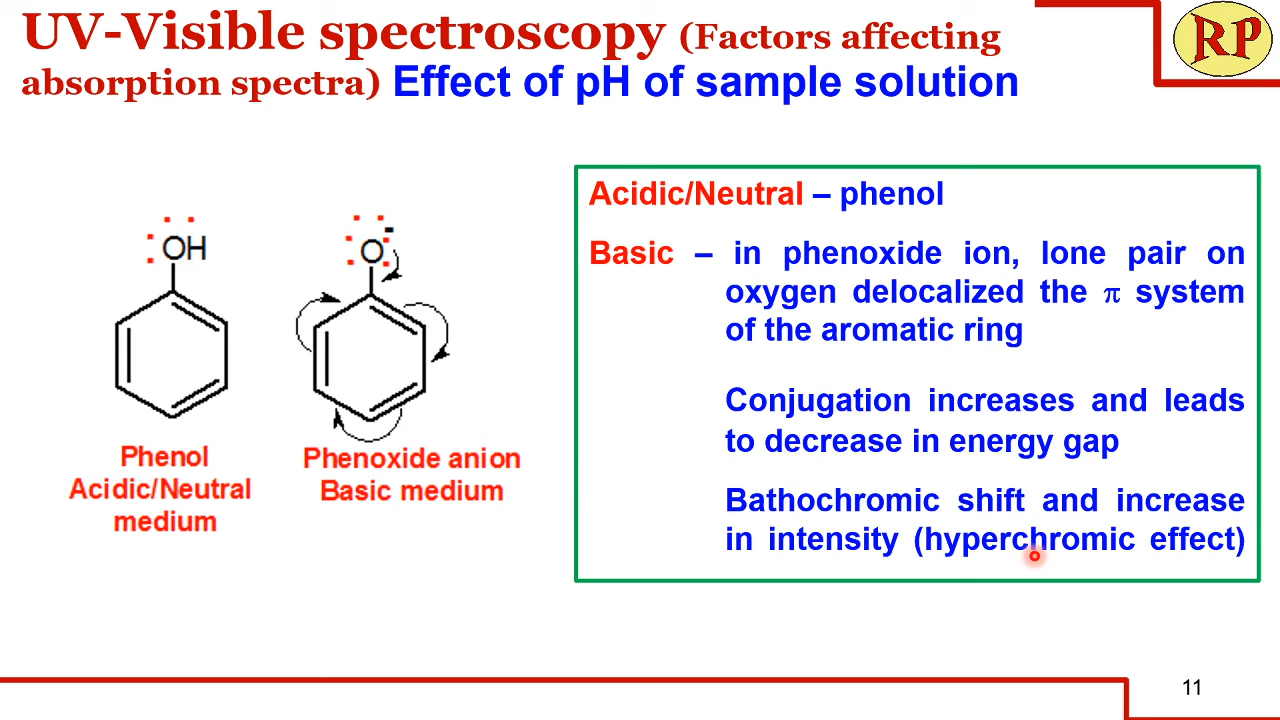 UV-Visible spectroscopy (Factors affecting
absorption spectra) Effect of pH of sample solution
RP
OH
O-
Phenol
Acidic/Neutral
medium
Phenoxide anion
Basic medium
Acidic/Neutral – phenol
Basic – in phenoxide ion, lone pair on
oxygen delocalized the π system
of the aromatic ring
Conjugation increases and leads
to decrease in energy gap
Bathochromic shift and increase
in intensity (hyperchromic effect)
11